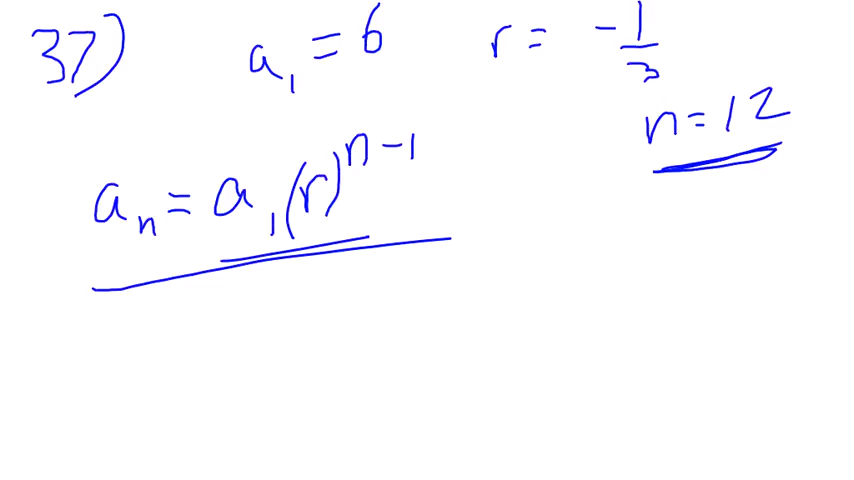 37) a₁ = 6 r = -1/3
n = 12
aₙ = a₁(r)ⁿ⁻¹